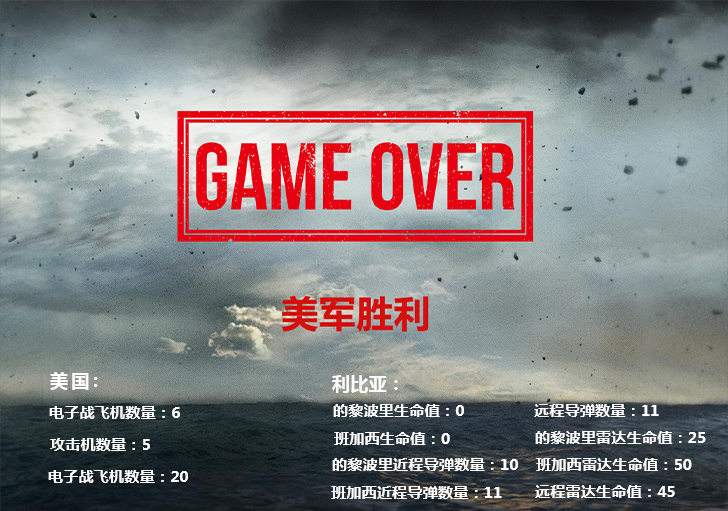 GAME OVER
美军胜利
美国：
电子战飞机数量：6
攻击机数量：5
电子战飞机数量：20
利比亚：
的黎波里生命值：0
班加西生命值：0
的黎波里近程导弹数量：10
班加西近程导弹数量：11
远程导弹数量：11
的黎波里雷达生命值：25
班加西雷达生命值：50
远程雷达生命值：45